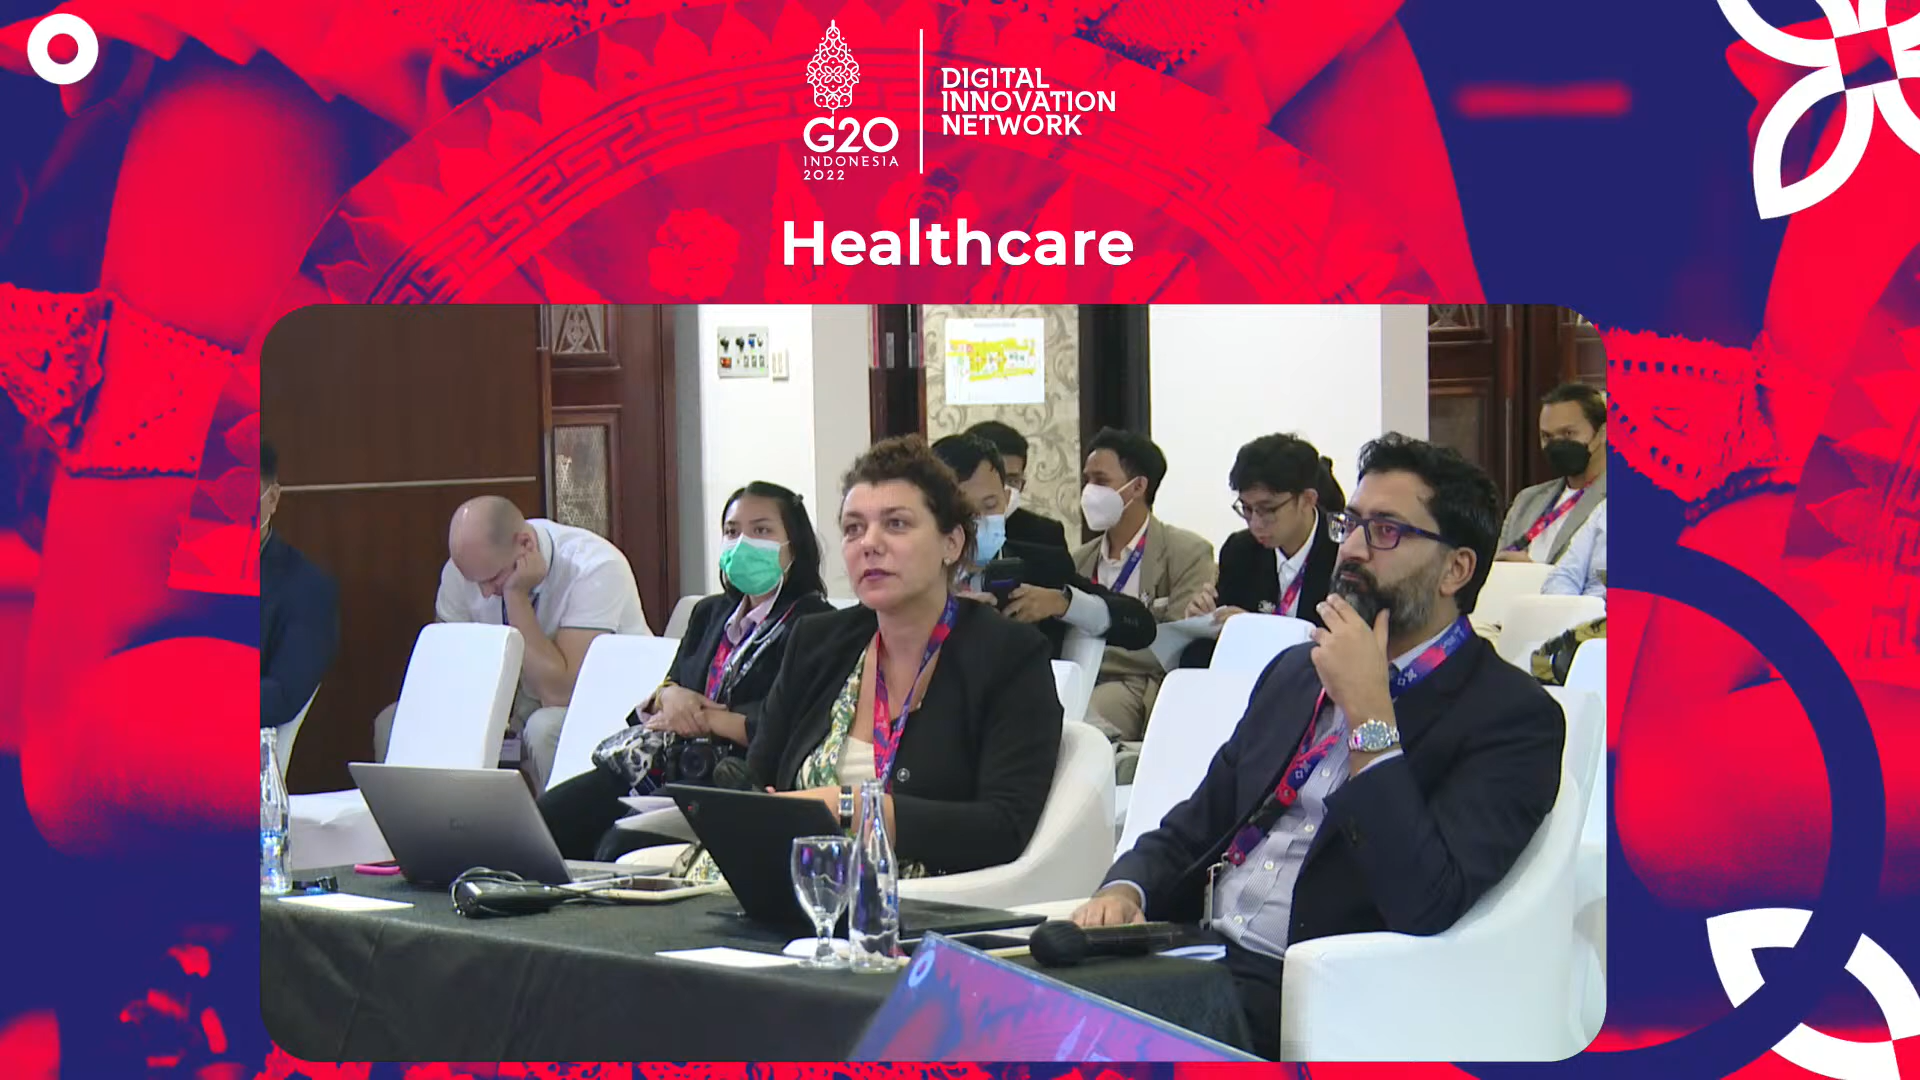 G20
INDONESIA
2022
DIGITAL
INNOVATION
NETWORK
Healthcare